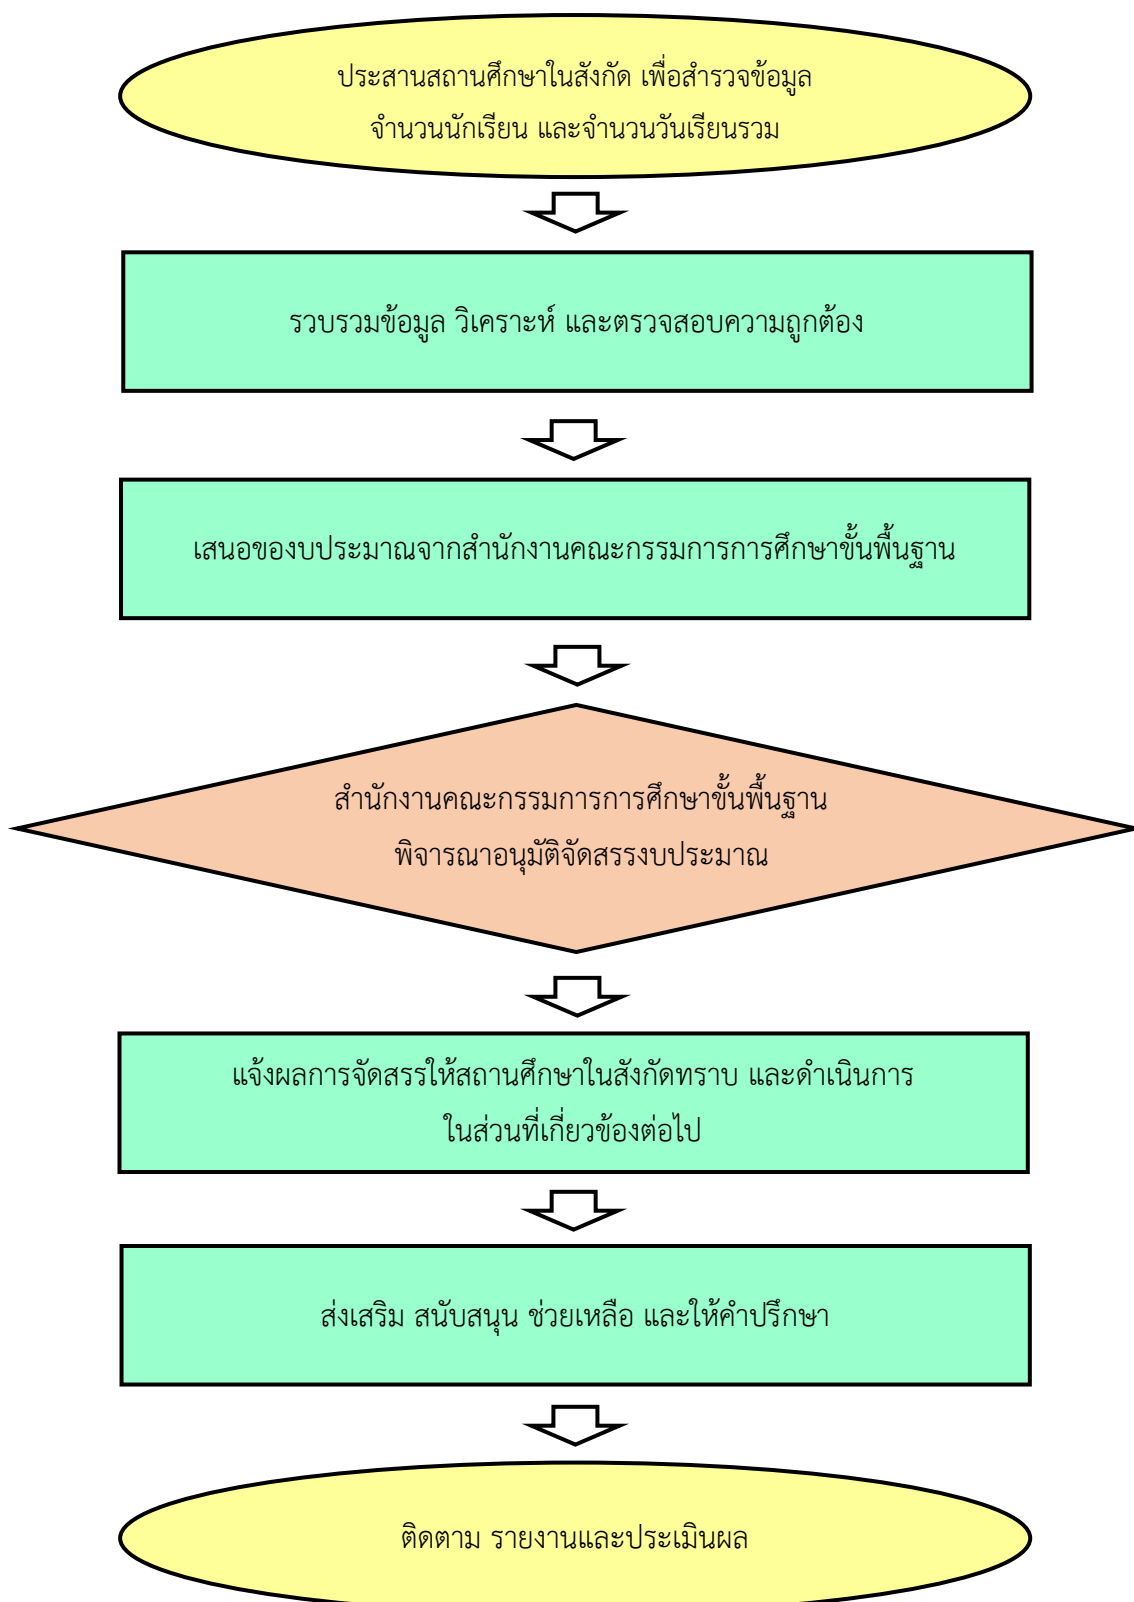 ประสานสถานศึกษาในสังกัด เพื่อสำรวจข้อมูล
จำนวนนักเรียน และจำนวนวันเรียนรวม
รวบรวมข้อมูล วิเคราะห์ และตรวจสอบความถูกต้อง
เสนอของบประมาณจากสำนักงานคณะกรรมการการศึกษาขั้นพื้นฐาน
สำนักงานคณะกรรมการการศึกษาขั้นพื้นฐาน
พิจารณาอนุมัติจัดสรรงบประมาณ
แจ้งผลการจัดสรรให้สถานศึกษาในสังกัดทราบ และดำเนินการ
ในส่วนที่เกี่ยวข้องต่อไป
ส่งเสริม สนับสนุน ช่วยเหลือ และให้คำปรึกษา
ติดตาม รายงานและประเมินผล